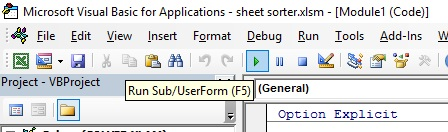 Microsoft Visual Basic for Applications - sheet sorter.xlsm - [Module1 (Code)]
File Edit View Insert Format Debug Run Tools Add-Ins
Project - VBProject
Run Sub/UserForm (F5)
(General)
Option Explicit